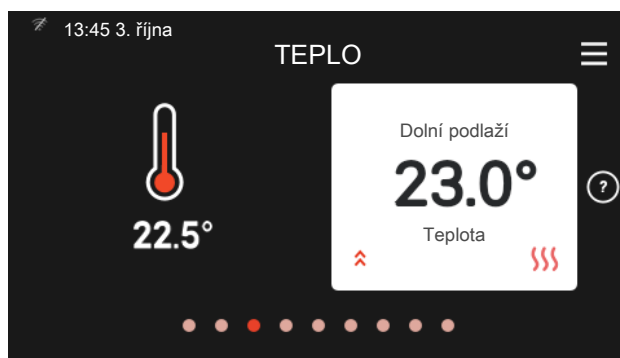 13:45 3. října
TEPLO
Dolní podlaží
23.0°
Teplota
22.5°
?